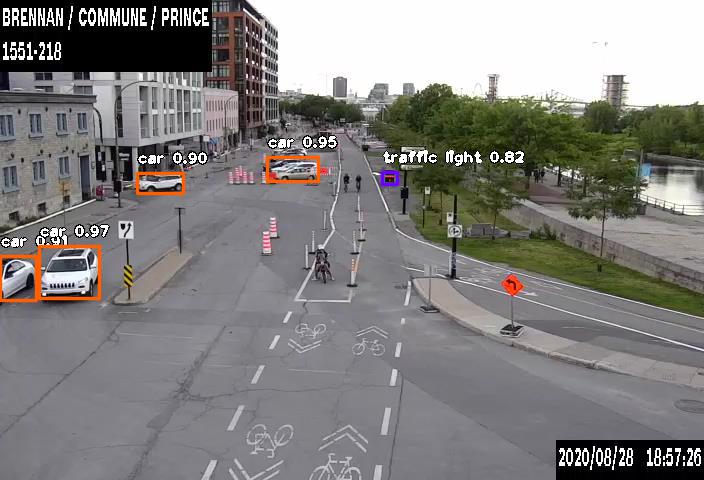 BRENNAN / COMMUNE / PRINCE
1551-218
car 0.95
car 0.90
traffic light 0.82
car 0.91
car 0.97
2020/08/28 18:57:26